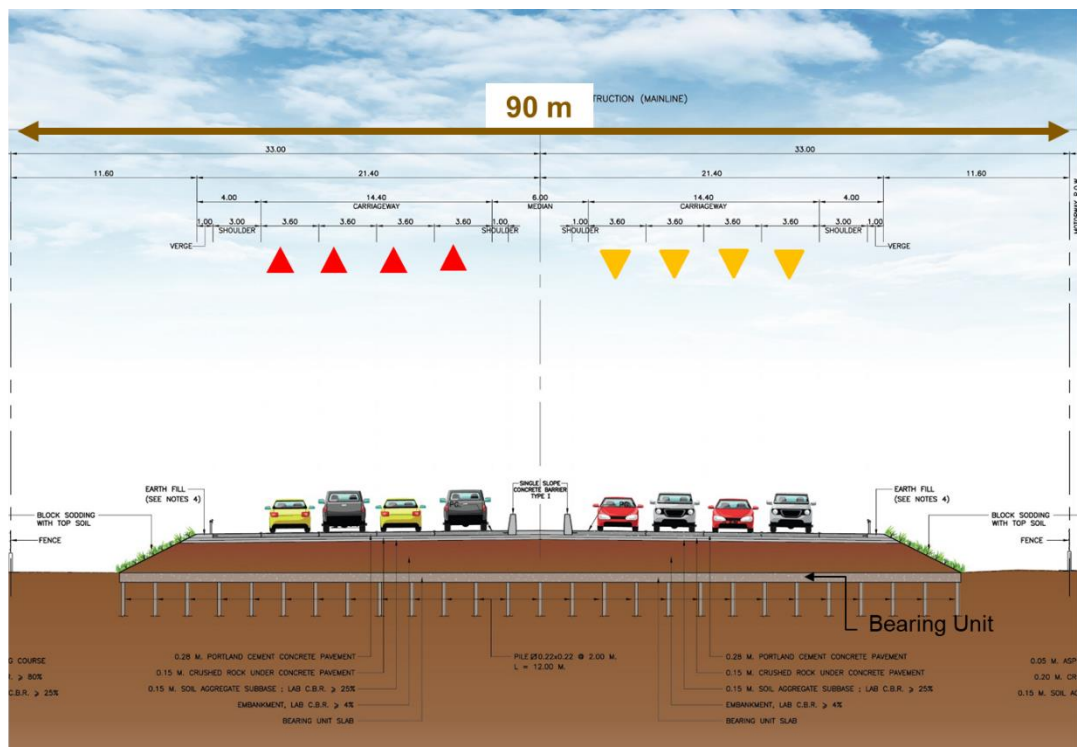 TRUCTION (MAINLINE)
90 m
33.00 33.00
11.60 21.40 21.40 11.60
4.00 14.40 6.00 14.40 4.00
CARRIAGEWAY MEDIAN CARRIAGEWAY
1.00 3.00 3.60 3.60 3.60 3.60 1.00 1.00 3.60 3.60 3.60 3.60 3.00 1.00
SHOULDER SHOULDER SHOULDER
VERGE VERGE
MOTORWAY R.O.W.
EARTH FILL
(SEE NOTES 4)
SINGLE SLOPE
CONCRETE BARRIER
TYPE I
EARTH FILL
(SEE NOTES 4)
BLOCK SODDING
WITH TOP SOIL
BLOCK SODDING
WITH TOP SOIL
FENCE
FENCE
Bearing Unit
PILE Ø0.22x0.22 @ 2.00 M.
L = 12.00 M.
0.28 M. PORTLAND CEMENT CONCRETE PAVEMENT
0.15 M. CRUSHED ROCK UNDER CONCRETE PAVEMENT
0.15 M. SOIL AGGREGATE SUBBASE ; LAB C.B.R. ⩾ 25%
EMBANKMENT, LAB C.B.R. ⩾ 4%
BEARING UNIT SLAB
0.28 M. PORTLAND CEMENT CONCRETE PAVEMENT
0.15 M. CRUSHED ROCK UNDER CONCRETE PAVEMENT
0.15 M. SOIL AGGREGATE SUBBASE ; LAB C.B.R. ⩾ 25%
EMBANKMENT, LAB C.B.R. ⩾ 4%
BEARING UNIT SLAB
G COURSE
R. ⩾ 80%
C.B.R. ⩾ 25%
0.05 M. ASP
0.20 M. CR
0.15 M. SOIL AG